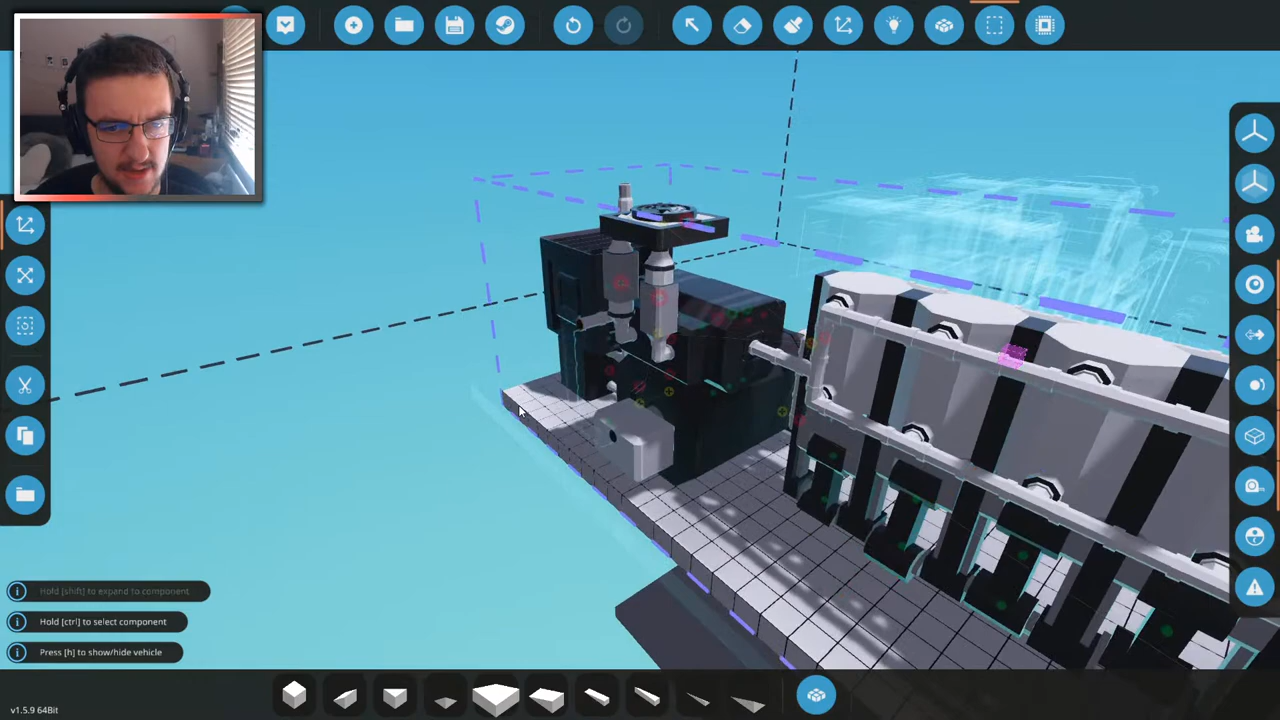 Hold [shift] to expand to component
Hold [ctrl] to select component
Press [h] to show/hide vehicle
v1.5.9 64Bit